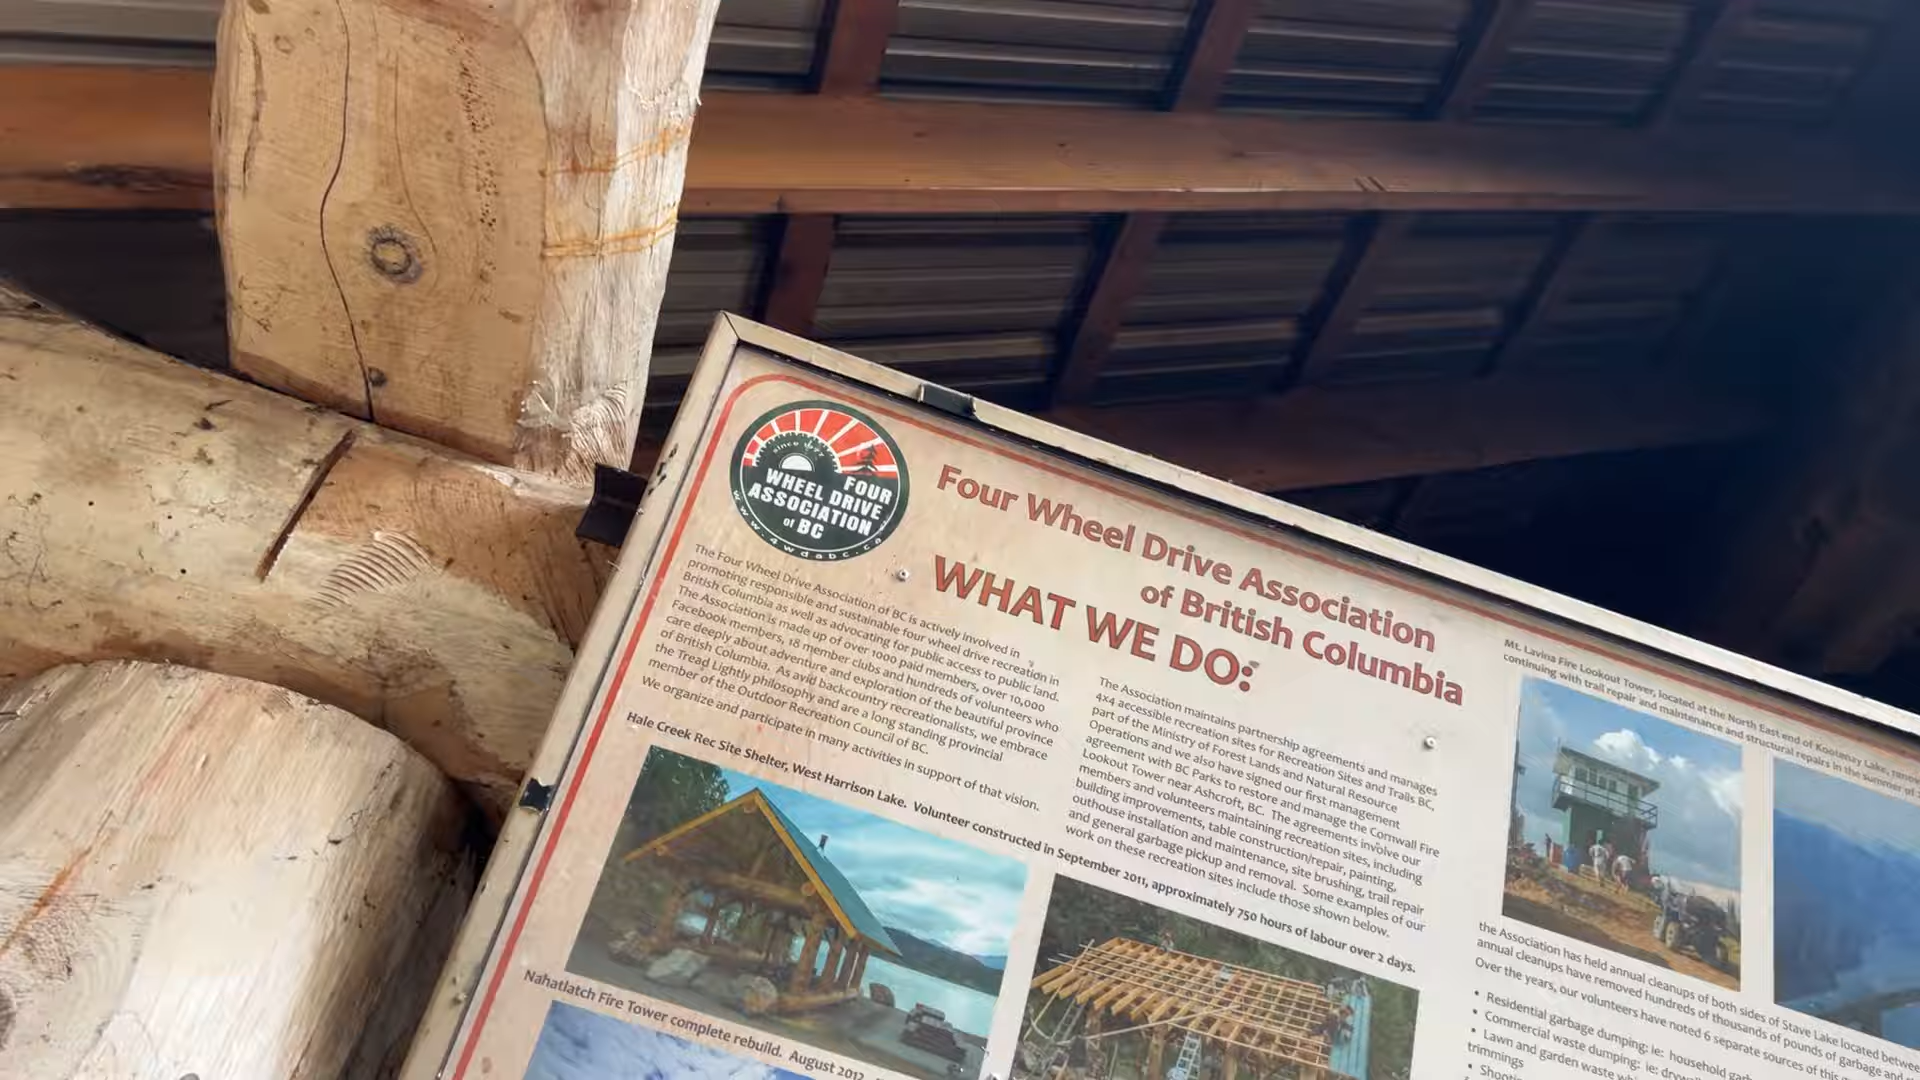 since
FOUR
WHEEL DRIVE
ASSOCIATION
of BC
www.4wdabc.ca
Four Wheel Drive Association
of British Columbia
WHAT WE DO:
The Four Wheel Drive Association of BC is actively involved in
promoting responsible and sustainable four wheel drive recreation in
British Columbia as well as advocating for public access to public land.
The Association is made up of over 1000 paid members, over 10,000
Facebook members, 18 member clubs and hundreds of volunteers who
care deeply about adventure and exploration of the beautiful province
of British Columbia. As avid backcountry recreationalists, we embrace
the Tread Lightly philosophy and are a long standing provincial
member of the Outdoor Recreation Council of BC.
We organize and participate in many activities in support of that vision.
Hale Creek Rec Site Shelter, West Harrison Lake. Volunteer constructed in September 2011, approximately 750 hours of labour over 2 days.
Nahatlatch Fire Tower complete rebuild. August 2012
The Association maintains partnership agreements and manages
4x4 accessible recreation sites for Recreation Sites and Trails BC,
part of the Ministry of Forest Lands and Natural Resource
Operations and we also have signed our first management
agreement with BC Parks to restore and manage the Cornwall Fire
Lookout Tower near Ashcroft, BC. The agreements involve our
members and volunteers maintaining recreation sites, including
building improvements, table construction/repair, painting,
outhouse installation and maintenance, site brushing, trail repair
and general garbage pickup and removal. Some examples of our
work on these recreation sites include those shown below.
Mt. Lavina Fire Lookout Tower, located at the North East end of Kootenay Lake,
continuing with trail repair and maintenance and structural repairs in the summer of
the Association has held annual cleanups of both sides of Stave Lake located
annual cleanups have removed hundreds of thousands of pounds of garbage and
Over the years, our volunteers have noted 6 separate sources of this
• Residential garbage dumping; ie: household
• Commercial waste dumping: ie;
• Lawn and garden waste
trimmings
•